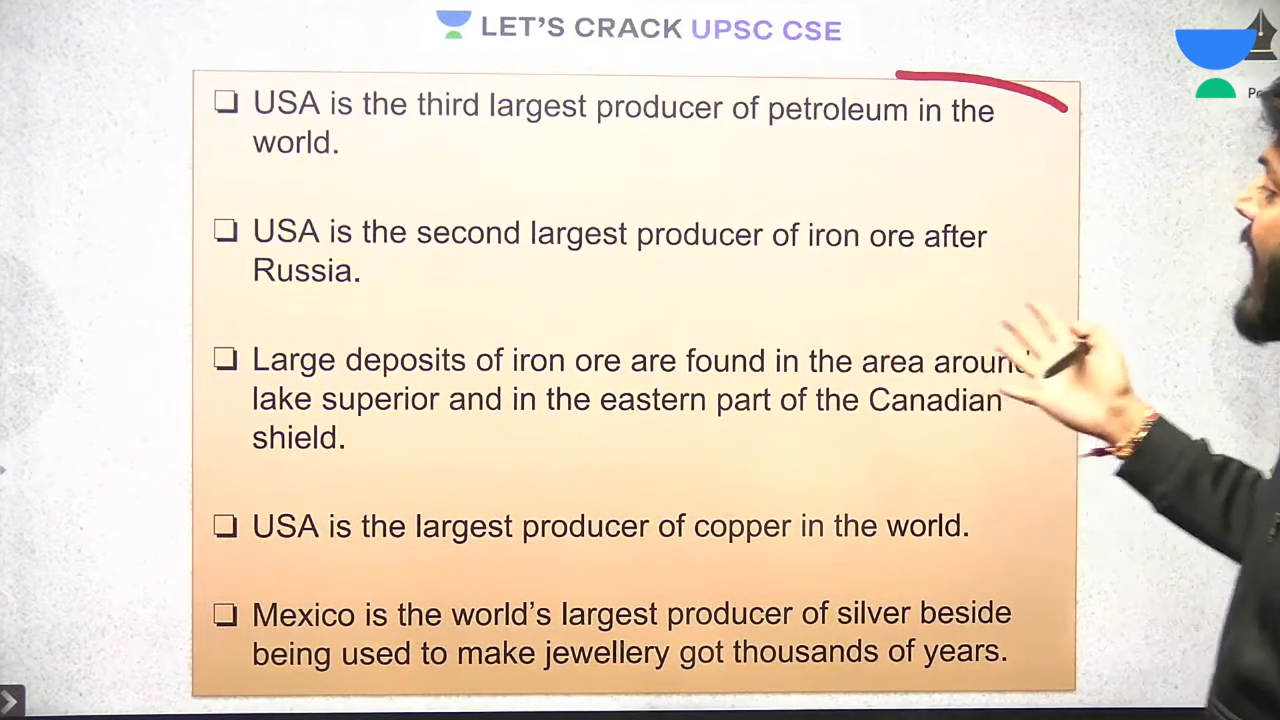 LET'S CRACK UPSC CSE
❑ USA is the third largest producer of petroleum in the
world.
❑ USA is the second largest producer of iron ore after
Russia.
❑ Large deposits of iron ore are found in the area around
lake superior and in the eastern part of the Canadian
shield.
❑ USA is the largest producer of copper in the world.
❑ Mexico is the world’s largest producer of silver beside
being used to make jewellery got thousands of years.